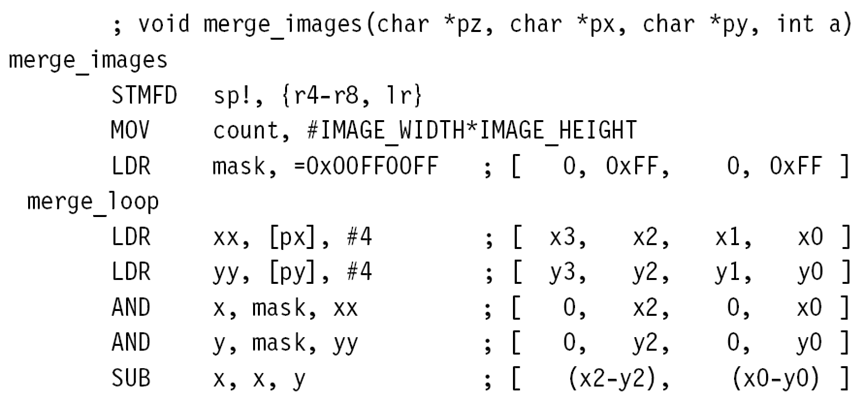 ; void merge_images(char *pz, char *px, char *py, int a)
merge_images
STMFD sp!, {r4-r8, lr}
MOV count, #IMAGE_WIDTH*IMAGE_HEIGHT
LDR mask, =0x00FF00FF ; [ 0, 0xFF, 0, 0xFF ]
merge_loop
LDR xx, [px], #4 ; [ x3, x2, x1, x0 ]
LDR yy, [py], #4 ; [ y3, y2, y1, y0 ]
AND x, mask, xx ; [ 0, x2, 0, x0 ]
AND y, mask, yy ; [ 0, y2, 0, y0 ]
SUB x, x, y ; [ (x2-y2), (x0-y0) ]